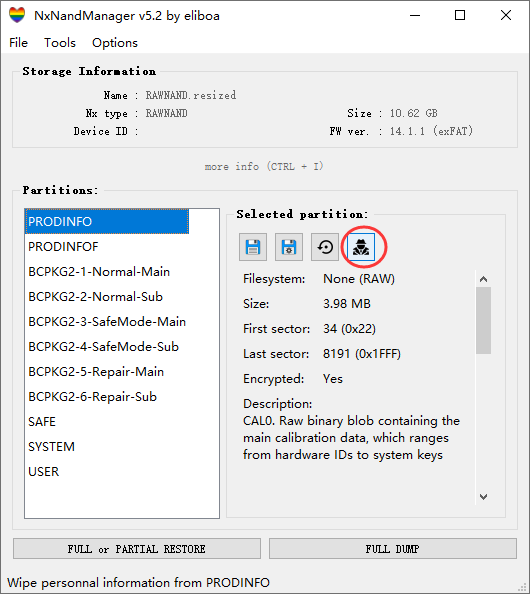 NxNandManager v5.2 by eliboa
File Tools Options
Storage Information
Name : RAWNAND.resized
Nx type : RAWNAND Size : 10.62 GB
Device ID : FW ver. : 14.1.1 (exFAT)
more info (CTRL + I)
Partitions:
PRODINFO
PRODINFOF
BCPKG2-1-Normal-Main
BCPKG2-2-Normal-Sub
BCPKG2-3-SafeMode-Main
BCPKG2-4-SafeMode-Sub
BCPKG2-5-Repair-Main
BCPKG2-6-Repair-Sub
SAFE
SYSTEM
USER
Selected partition:
Filesystem: None (RAW)
Size: 3.98 MB
First sector: 34 (0x22)
Last sector: 8191 (0x1FFF)
Encrypted: Yes
Description:
CAL0. Raw binary blob containing the
main calibration data, which ranges
from hardware IDs to system keys
FULL or PARTIAL RESTORE FULL DUMP
Wipe personnal information from PRODINFO